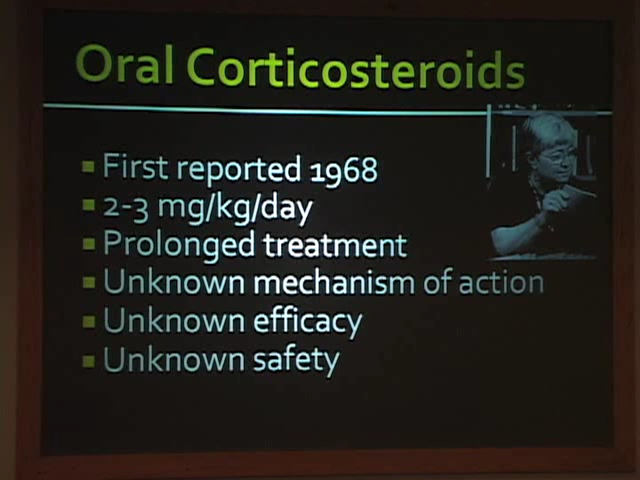 Oral Corticosteroids
First reported 1968
2-3 mg/kg/day
Prolonged treatment
Unknown mechanism of action
Unknown efficacy
Unknown safety